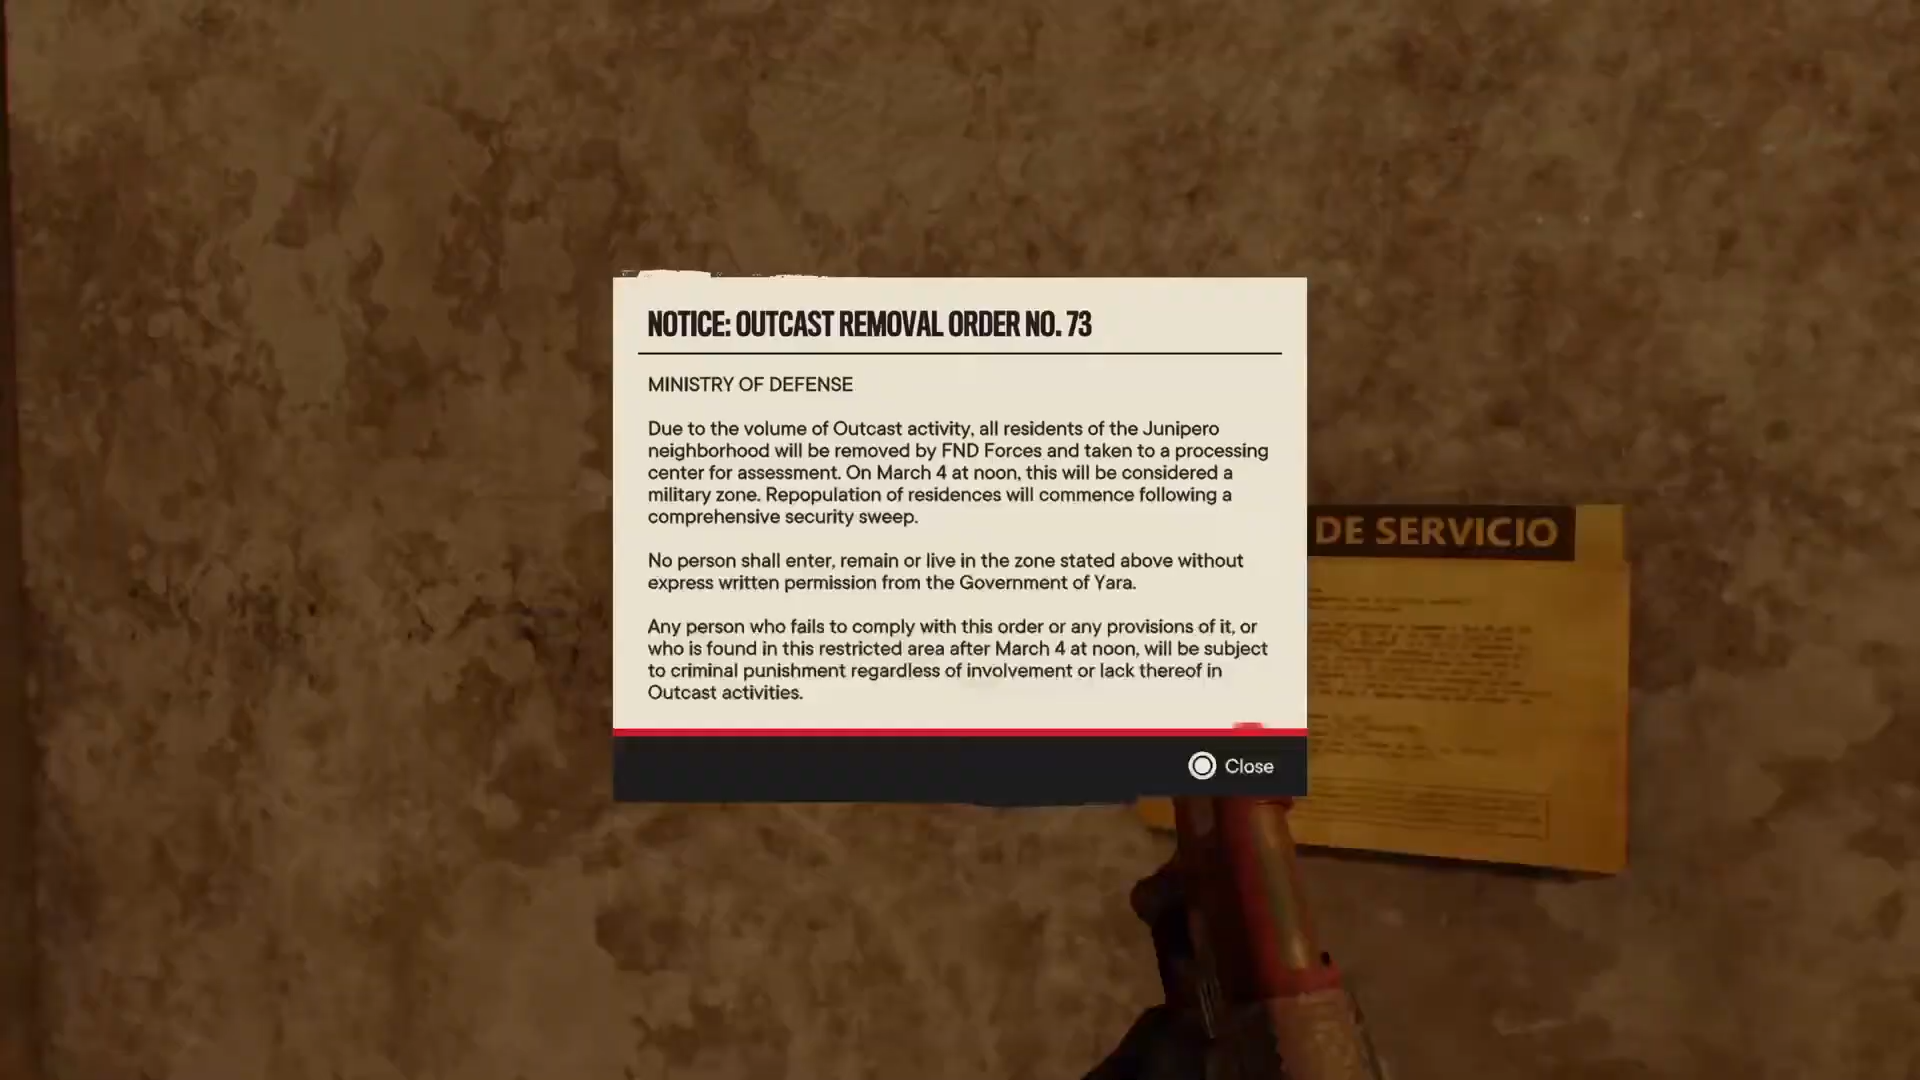 NOTICE: OUTCAST REMOVAL ORDER NO. 73
MINISTRY OF DEFENSE
Due to the volume of Outcast activity, all residents of the Junipero
neighborhood will be removed by FND Forces and taken to a processing
center for assessment. On March 4 at noon, this will be considered a
military zone. Repopulation of residences will commence following a
comprehensive security sweep.
No person shall enter, remain or live in the zone stated above without
express written permission from the Government of Yara.
Any person who fails to comply with this order or any provisions of it, or
who is found in this restricted area after March 4 at noon, will be subject
to criminal punishment regardless of involvement or lack thereof in
Outcast activities.
DE SERVICIO
Close